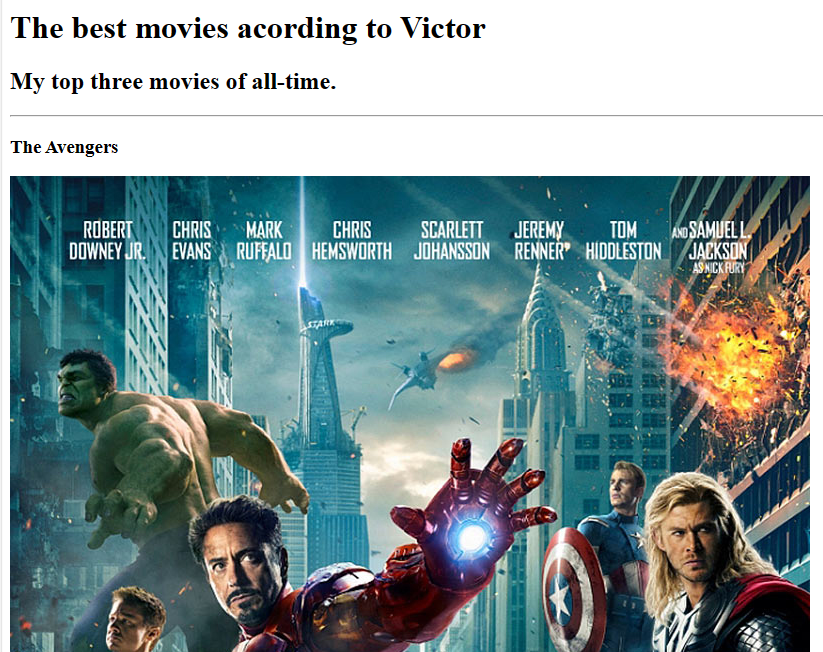 The best movies acording to Victor
My top three movies of all-time.
The Avengers
ROBERT DOWNEY JR.
CHRIS EVANS
MARK RUFFALO
CHRIS HEMSWORTH
SCARLETT JOHANSSON
JEREMY RENNER
TOM HIDDLESTON
AND SAMUEL L. JACKSON
AS NICK FURY
STARK